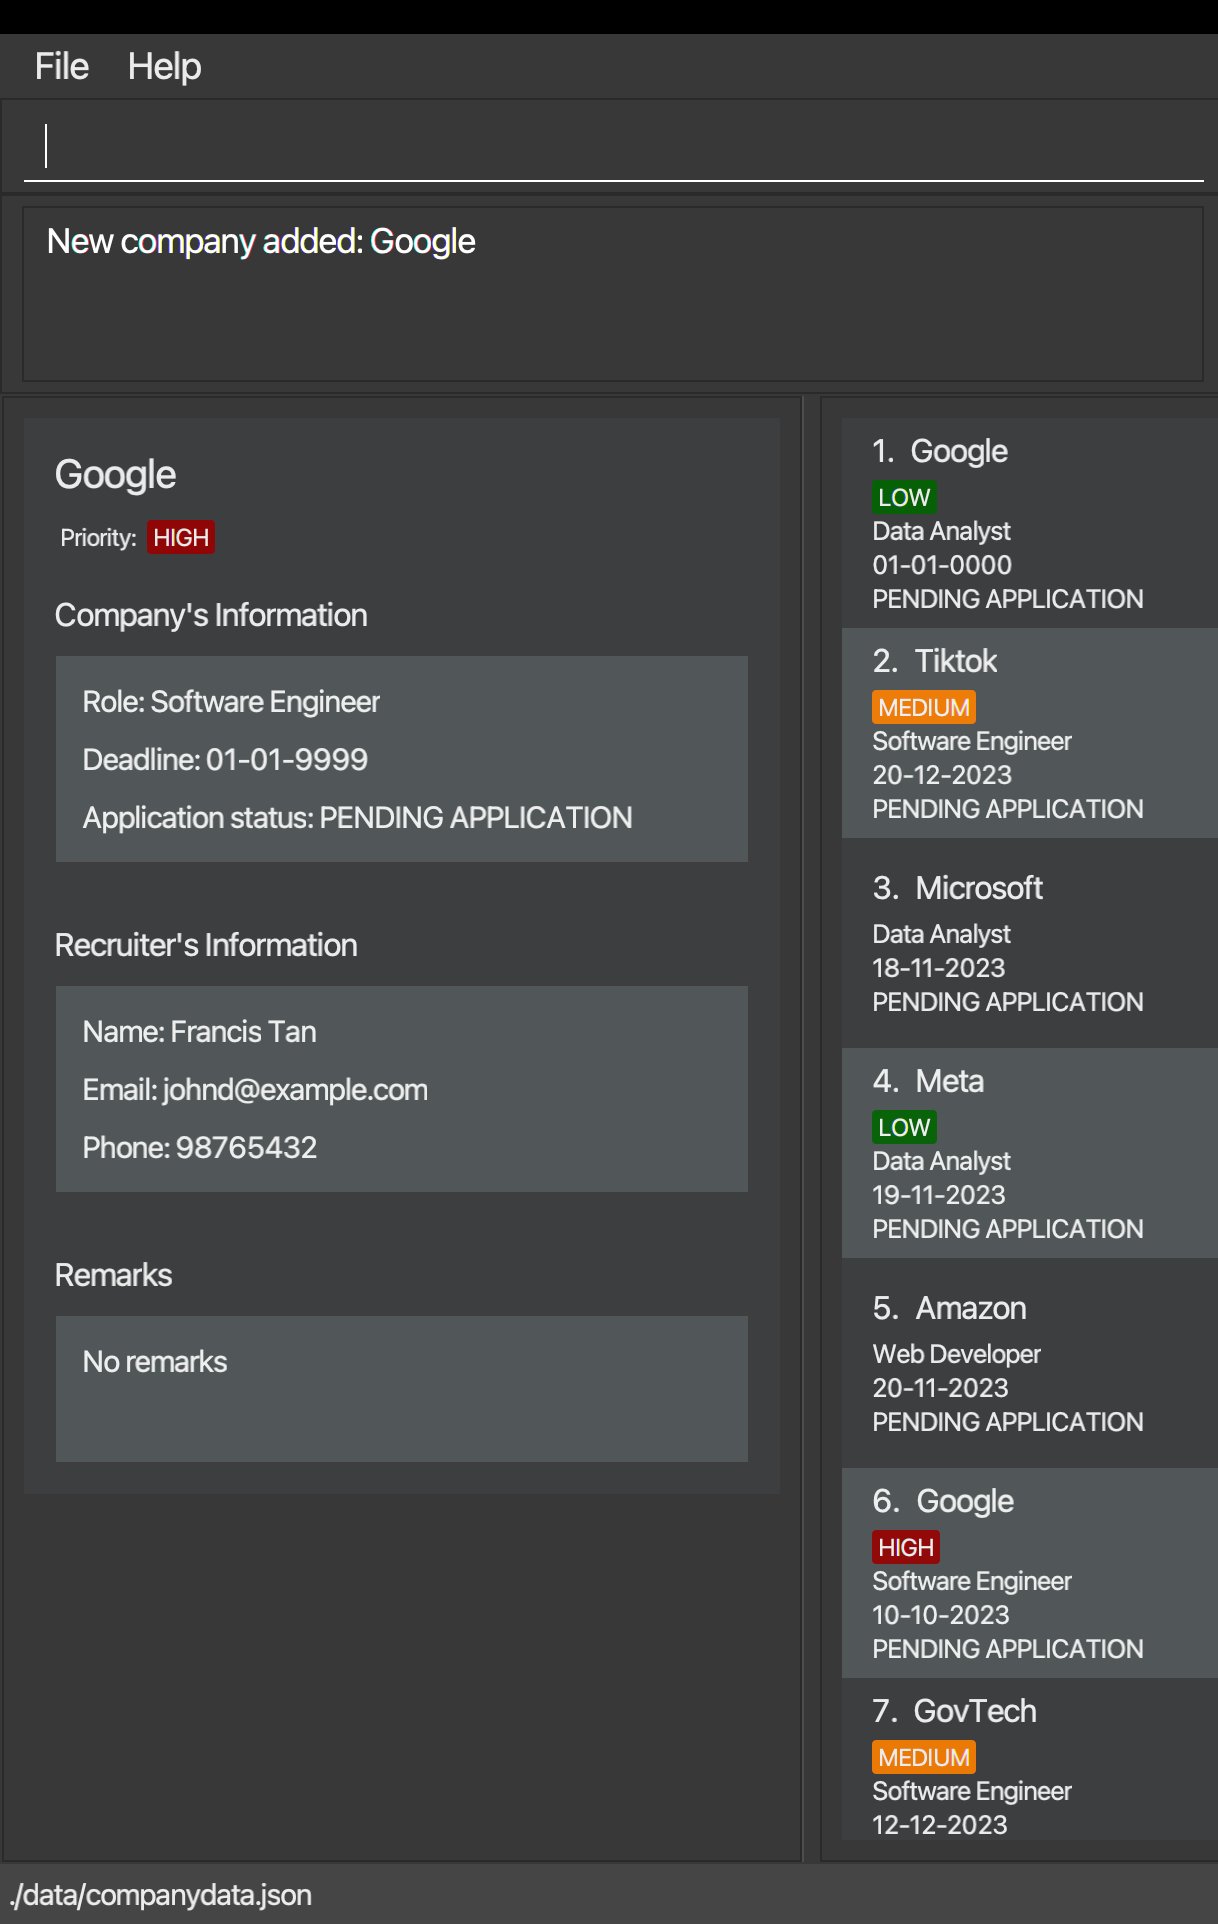 File Help
New company added: Google
Google
Priority: HIGH
Company's Information
Role: Software Engineer
Deadline: 01-01-9999
Application status: PENDING APPLICATION
Recruiter's Information
Name: Francis Tan
Email: johnd@example.com
Phone: 98765432
Remarks
No remarks
1. Google
LOW
Data Analyst
01-01-0000
PENDING APPLICATION
2. Tiktok
MEDIUM
Software Engineer
20-12-2023
PENDING APPLICATION
3. Microsoft
Data Analyst
18-11-2023
PENDING APPLICATION
4. Meta
LOW
Data Analyst
19-11-2023
PENDING APPLICATION
5. Amazon
Web Developer
20-11-2023
PENDING APPLICATION
6. Google
HIGH
Software Engineer
10-10-2023
PENDING APPLICATION
7. GovTech
MEDIUM
Software Engineer
12-12-2023
./data/companydata.json